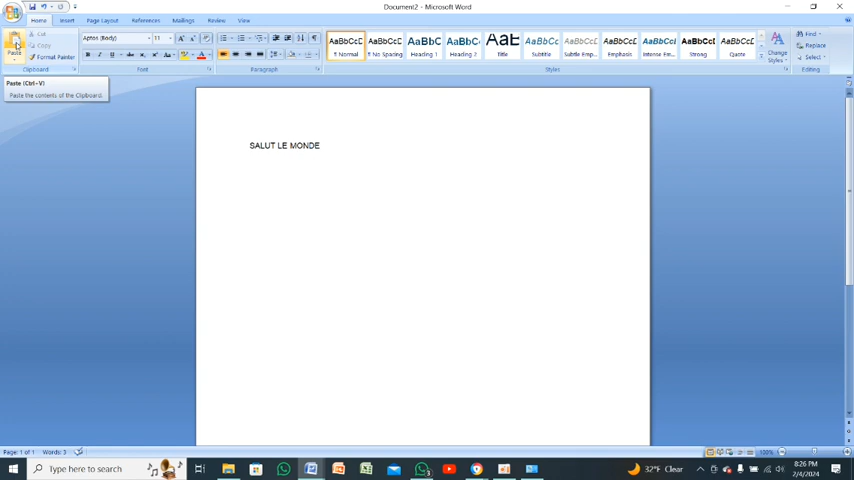 Document2 - Microsoft Word
Home Insert Page Layout References Mailings Review View
Cut
Copy
Format Painter
Paste
Clipboard
Aptos (Body) 11
Font
Paragraph
AaBbCcD AaBbCcD AaBbC AaBbCc AaE AaBbCc AaBbCcD AaBbCcD AaBbCcD AaBbCcD AaBbCcD
¶ Normal ¶ No Spacing Heading 1 Heading 2 Title Subtitle Subtle Emp... Emphasis Intense Em... Strong Quote
Styles
Change Styles
Find
Replace
Select
Editing
Paste (Ctrl+V)
Paste the contents of the Clipboard.
SALUT LE MONDE
Page: 1 of 1 Words: 3
100%
Type here to search
32°F Clear
8:26 PM
2/4/2024